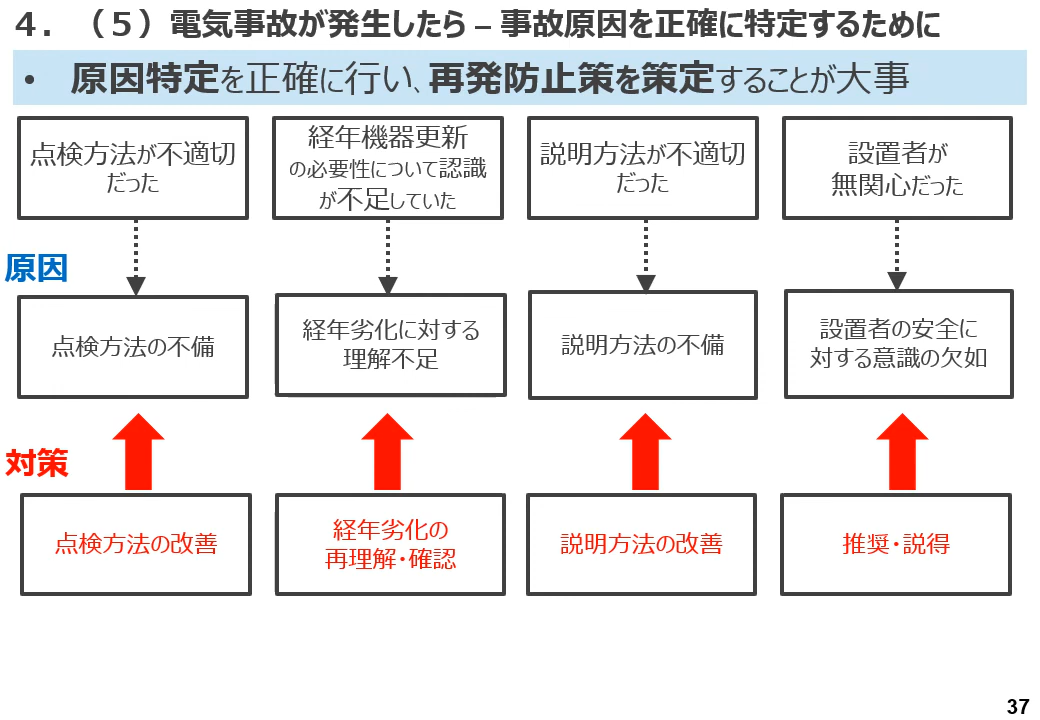 4．（5）電気事故が発生したら – 事故原因を正確に特定するために
• 原因特定を正確に行い、再発防止策を策定することが大事
点検方法が不適切
だった
経年機器更新
の必要性について認識
が不足していた
説明方法が不適切
だった
設置者が
無関心だった
原因
点検方法の不備
経年劣化に対する
理解不足
説明方法の不備
設置者の安全に
対する意識の欠如
対策
点検方法の改善
経年劣化の
再理解・確認
説明方法の改善
推奨・説得
37